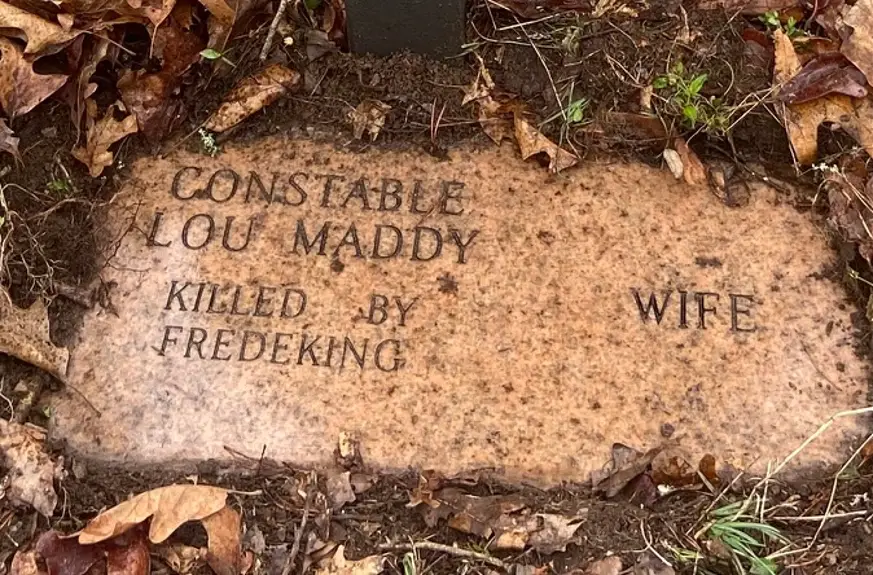 CONSTABLE
LOU MADDY
KILLED BY
FREDEKING
WIFE